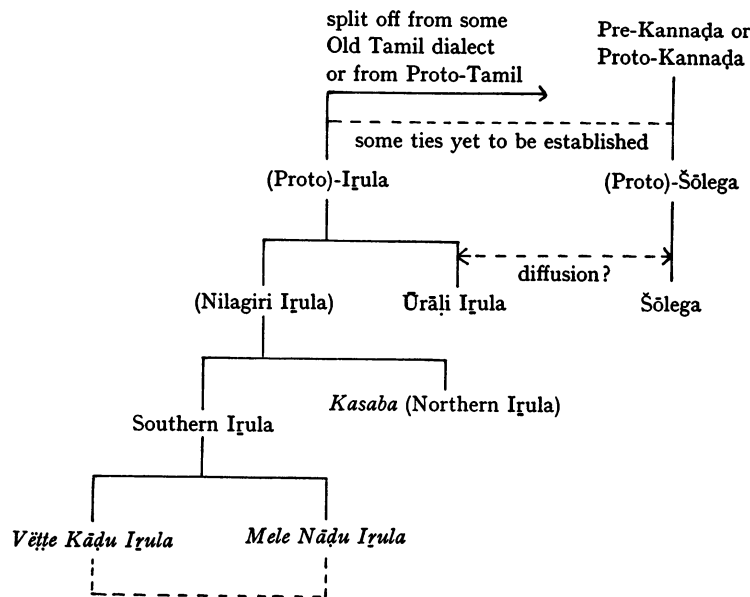 split off from some
Old Tamil dialect
or from Proto-Tamil
Pre-Kannaḍa or
Proto-Kannaḍa
some ties yet to be established
(Proto)-Iṟula
(Proto)-Šōlega
diffusion?
(Nilagiri Iṟula)
Ūrāḷi Iṟula
Šōlega
Kasaba (Northern Iṟula)
Southern Iṟula
Vëṭṭe Kāḍu Iṟula
Mele Nāḍu Iṟula